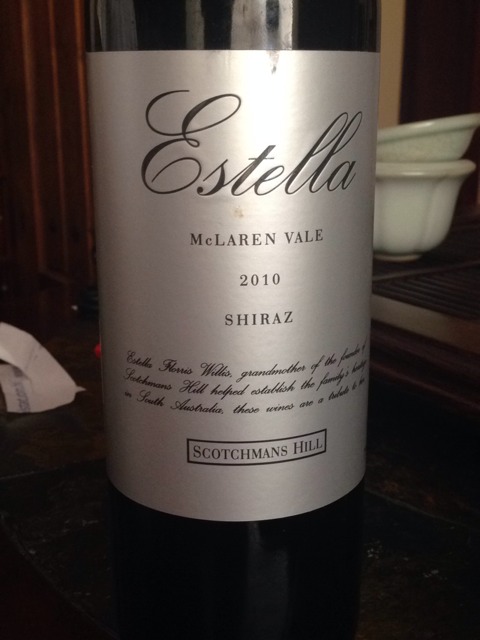 Estella
McLAREN VALE
2010
SHIRAZ
Estella Florris Willis, grandmother of the founder
Scotchmans Hill helped establish the family's
in South Australia, these wines are a tribute to
SCOTCHMANS HILL